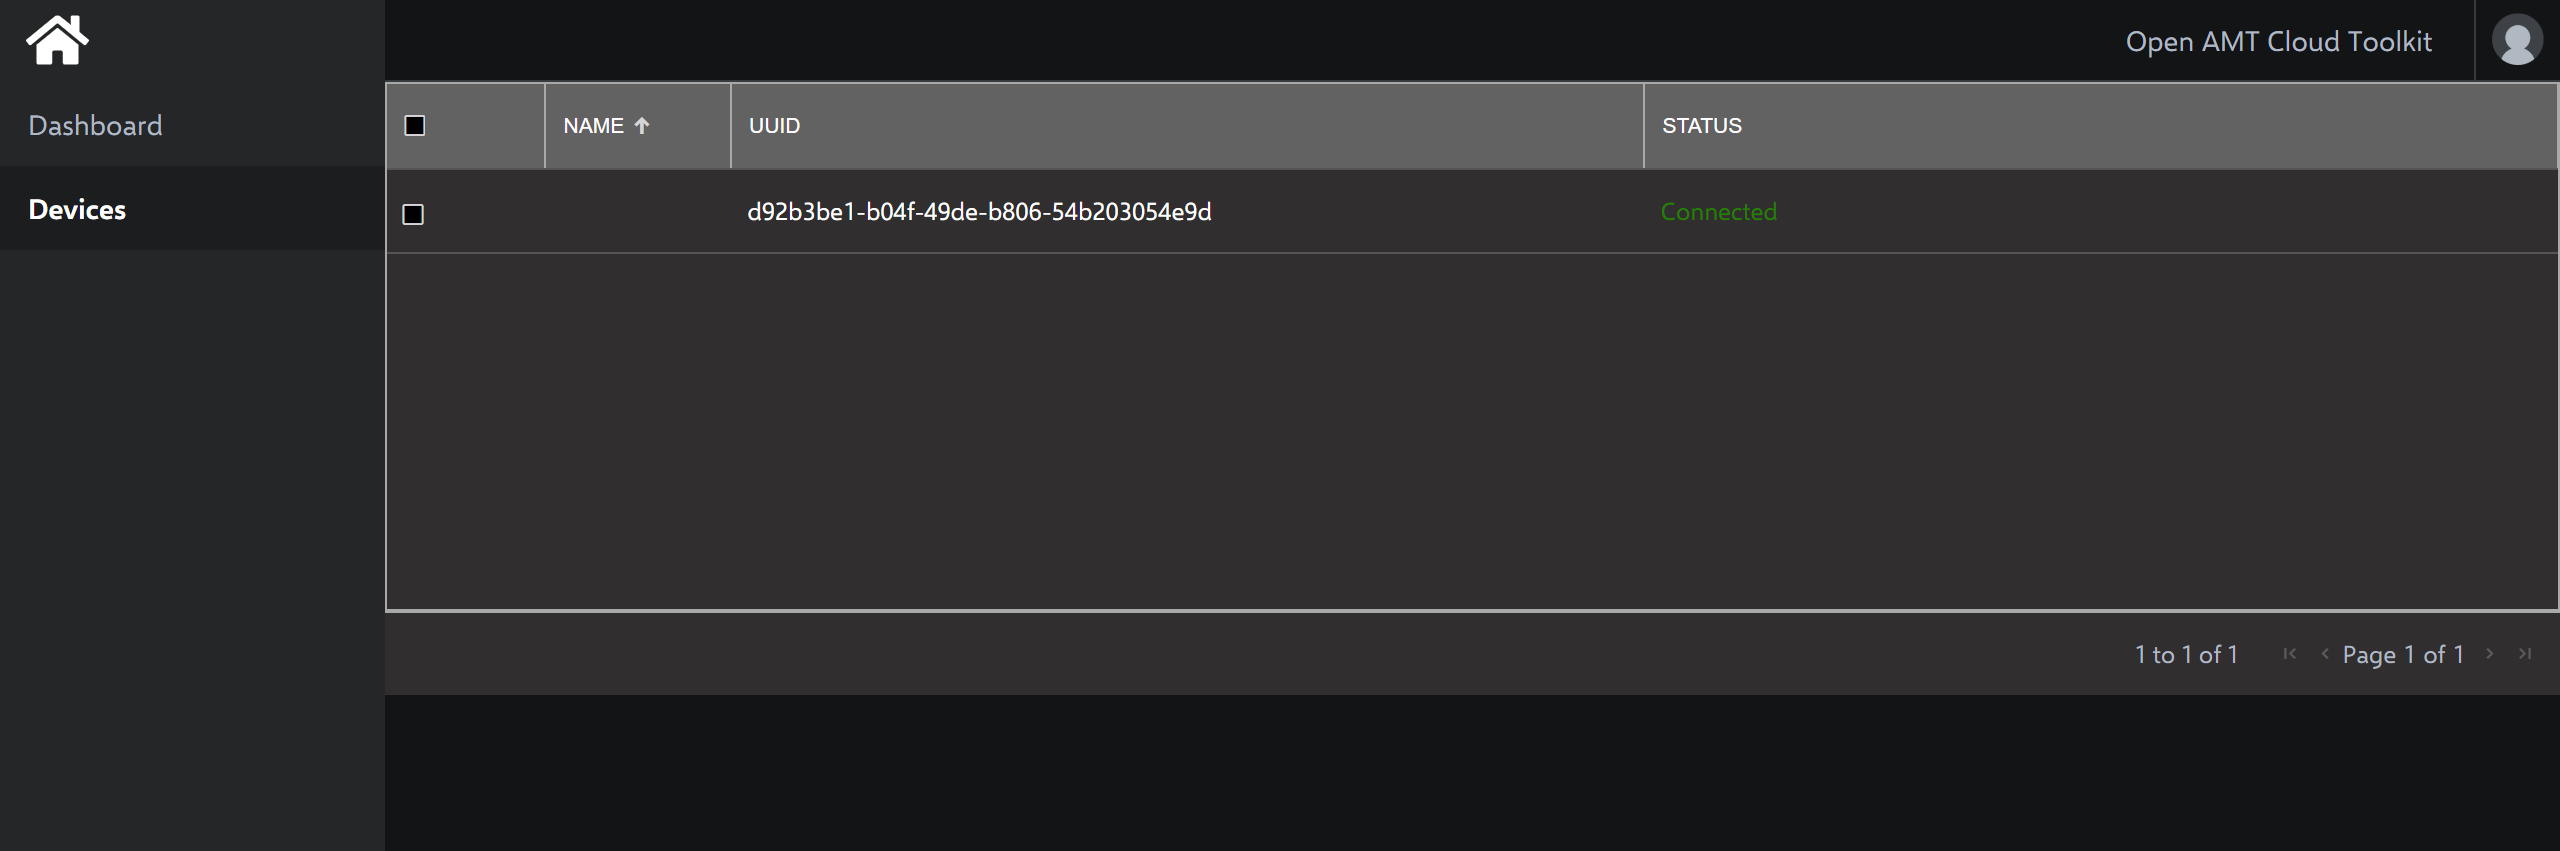 Open AMT Cloud Toolkit
Dashboard
Devices
NAME UUID STATUS
d92b3be1-b04f-49de-b806-54b203054e9d Connected
1 to 1 of 1 Page 1 of 1